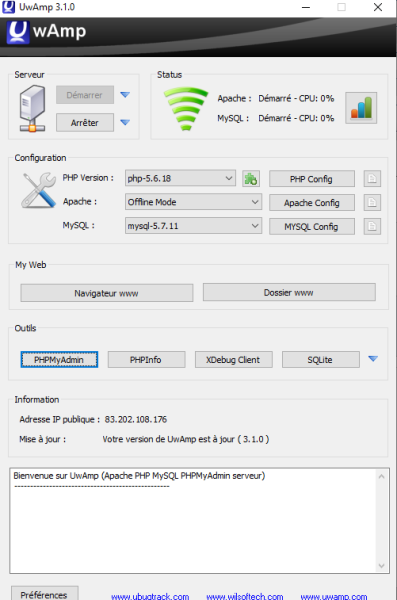 UwAmp 3.1.0
UwAmp
Serveur
Démarrer
Arrêter
Status
Apache : Démarré - CPU: 0%
MySQL : Démarré - CPU: 0%
Configuration
PHP Version : php-5.6.18 PHP Config
Apache : Offline Mode Apache Config
MySQL : mysql-5.7.11 MYSQL Config
My Web
Navigateur www Dossier www
Outils
PHPMyAdmin PHPInfo XDebug Client SQLite
Information
Adresse IP publique : 83.202.108.176
Mise à jour : Votre version de UwAmp est à jour ( 3.1.0 )
Bienvenue sur UwAmp (Apache PHP MySQL PHPMyAdmin serveur)
------------------------------------------------
Préférences www.ubugtrack.com www.wilsoftech.com www.uwamp.com